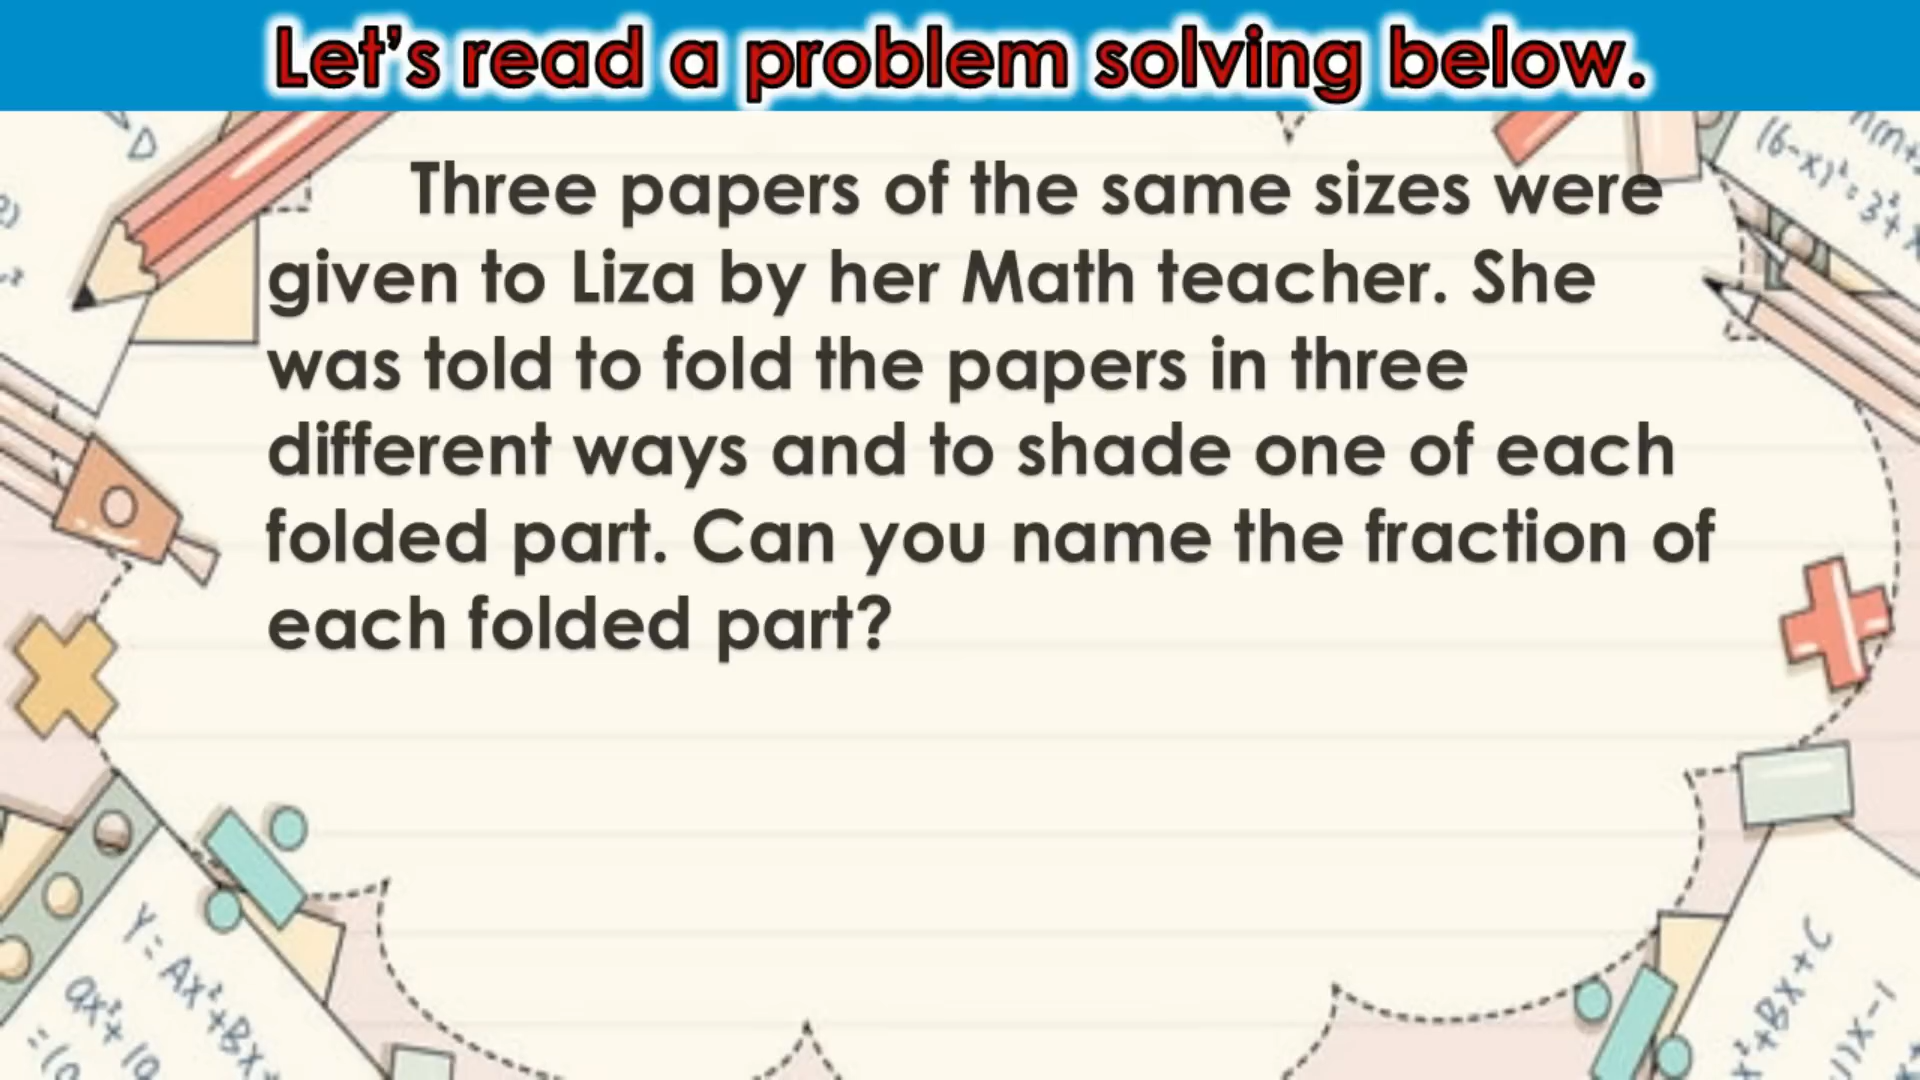 Let's read a problem solving below.
Three papers of the same sizes were
given to Liza by her Math teacher. She
was told to fold the papers in three
different ways and to shade one of each
folded part. Can you name the fraction of
each folded part?
Y= Ax²+Bx